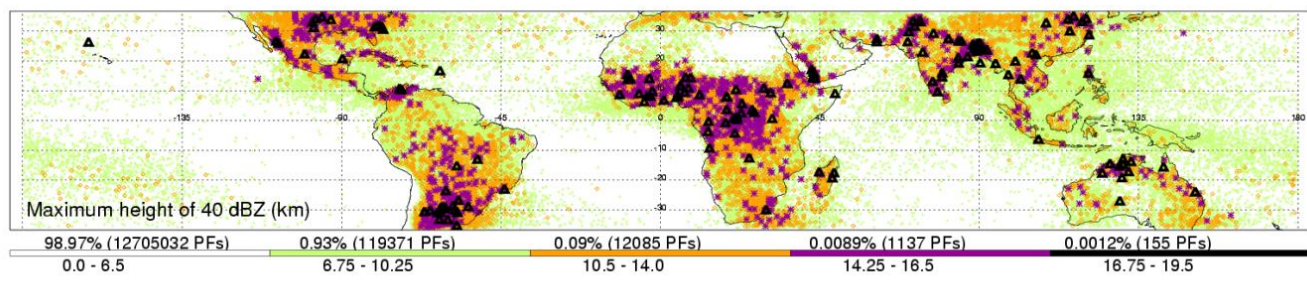 30
20
10
-135 -90 -45 0 45 90 135 180
-10
-20
-30
Maximum height of 40 dBZ (km)
98.97% (12705032 PFs) 0.93% (119371 PFs) 0.09% (12085 PFs) 0.0089% (1137 PFs) 0.0012% (155 PFs)
0.0 - 6.5 6.75 - 10.25 10.5 - 14.0 14.25 - 16.5 16.75 - 19.5